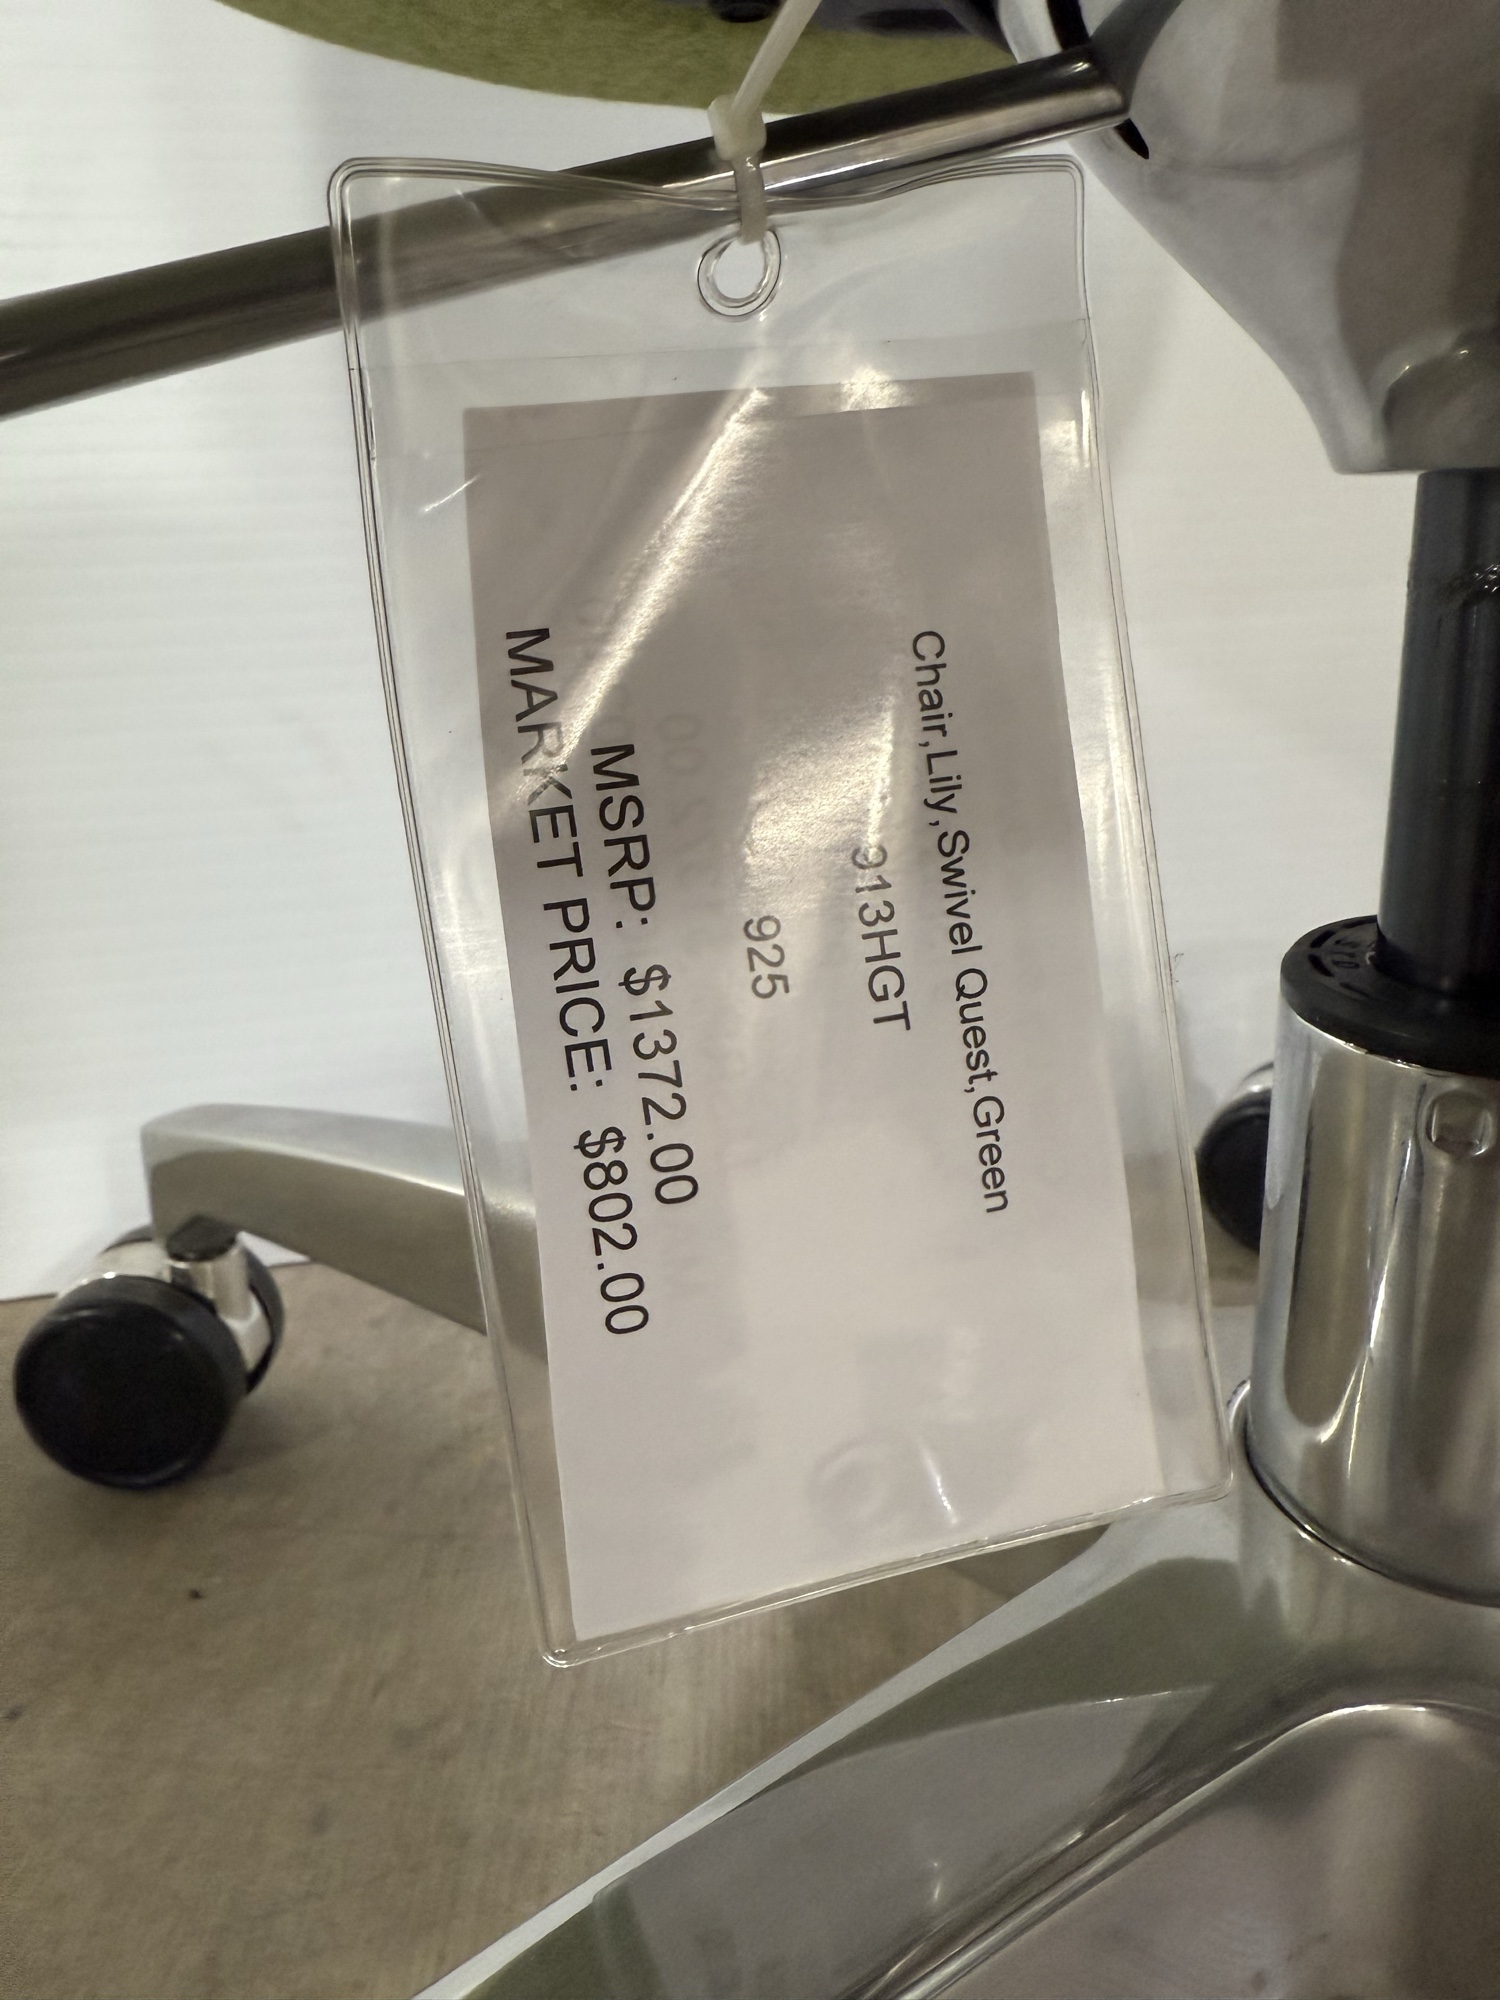 Chair,Lily,Swivel Quest,Green
913HGT
925
MSRP: $1372.00
MARKET PRICE: $802.00